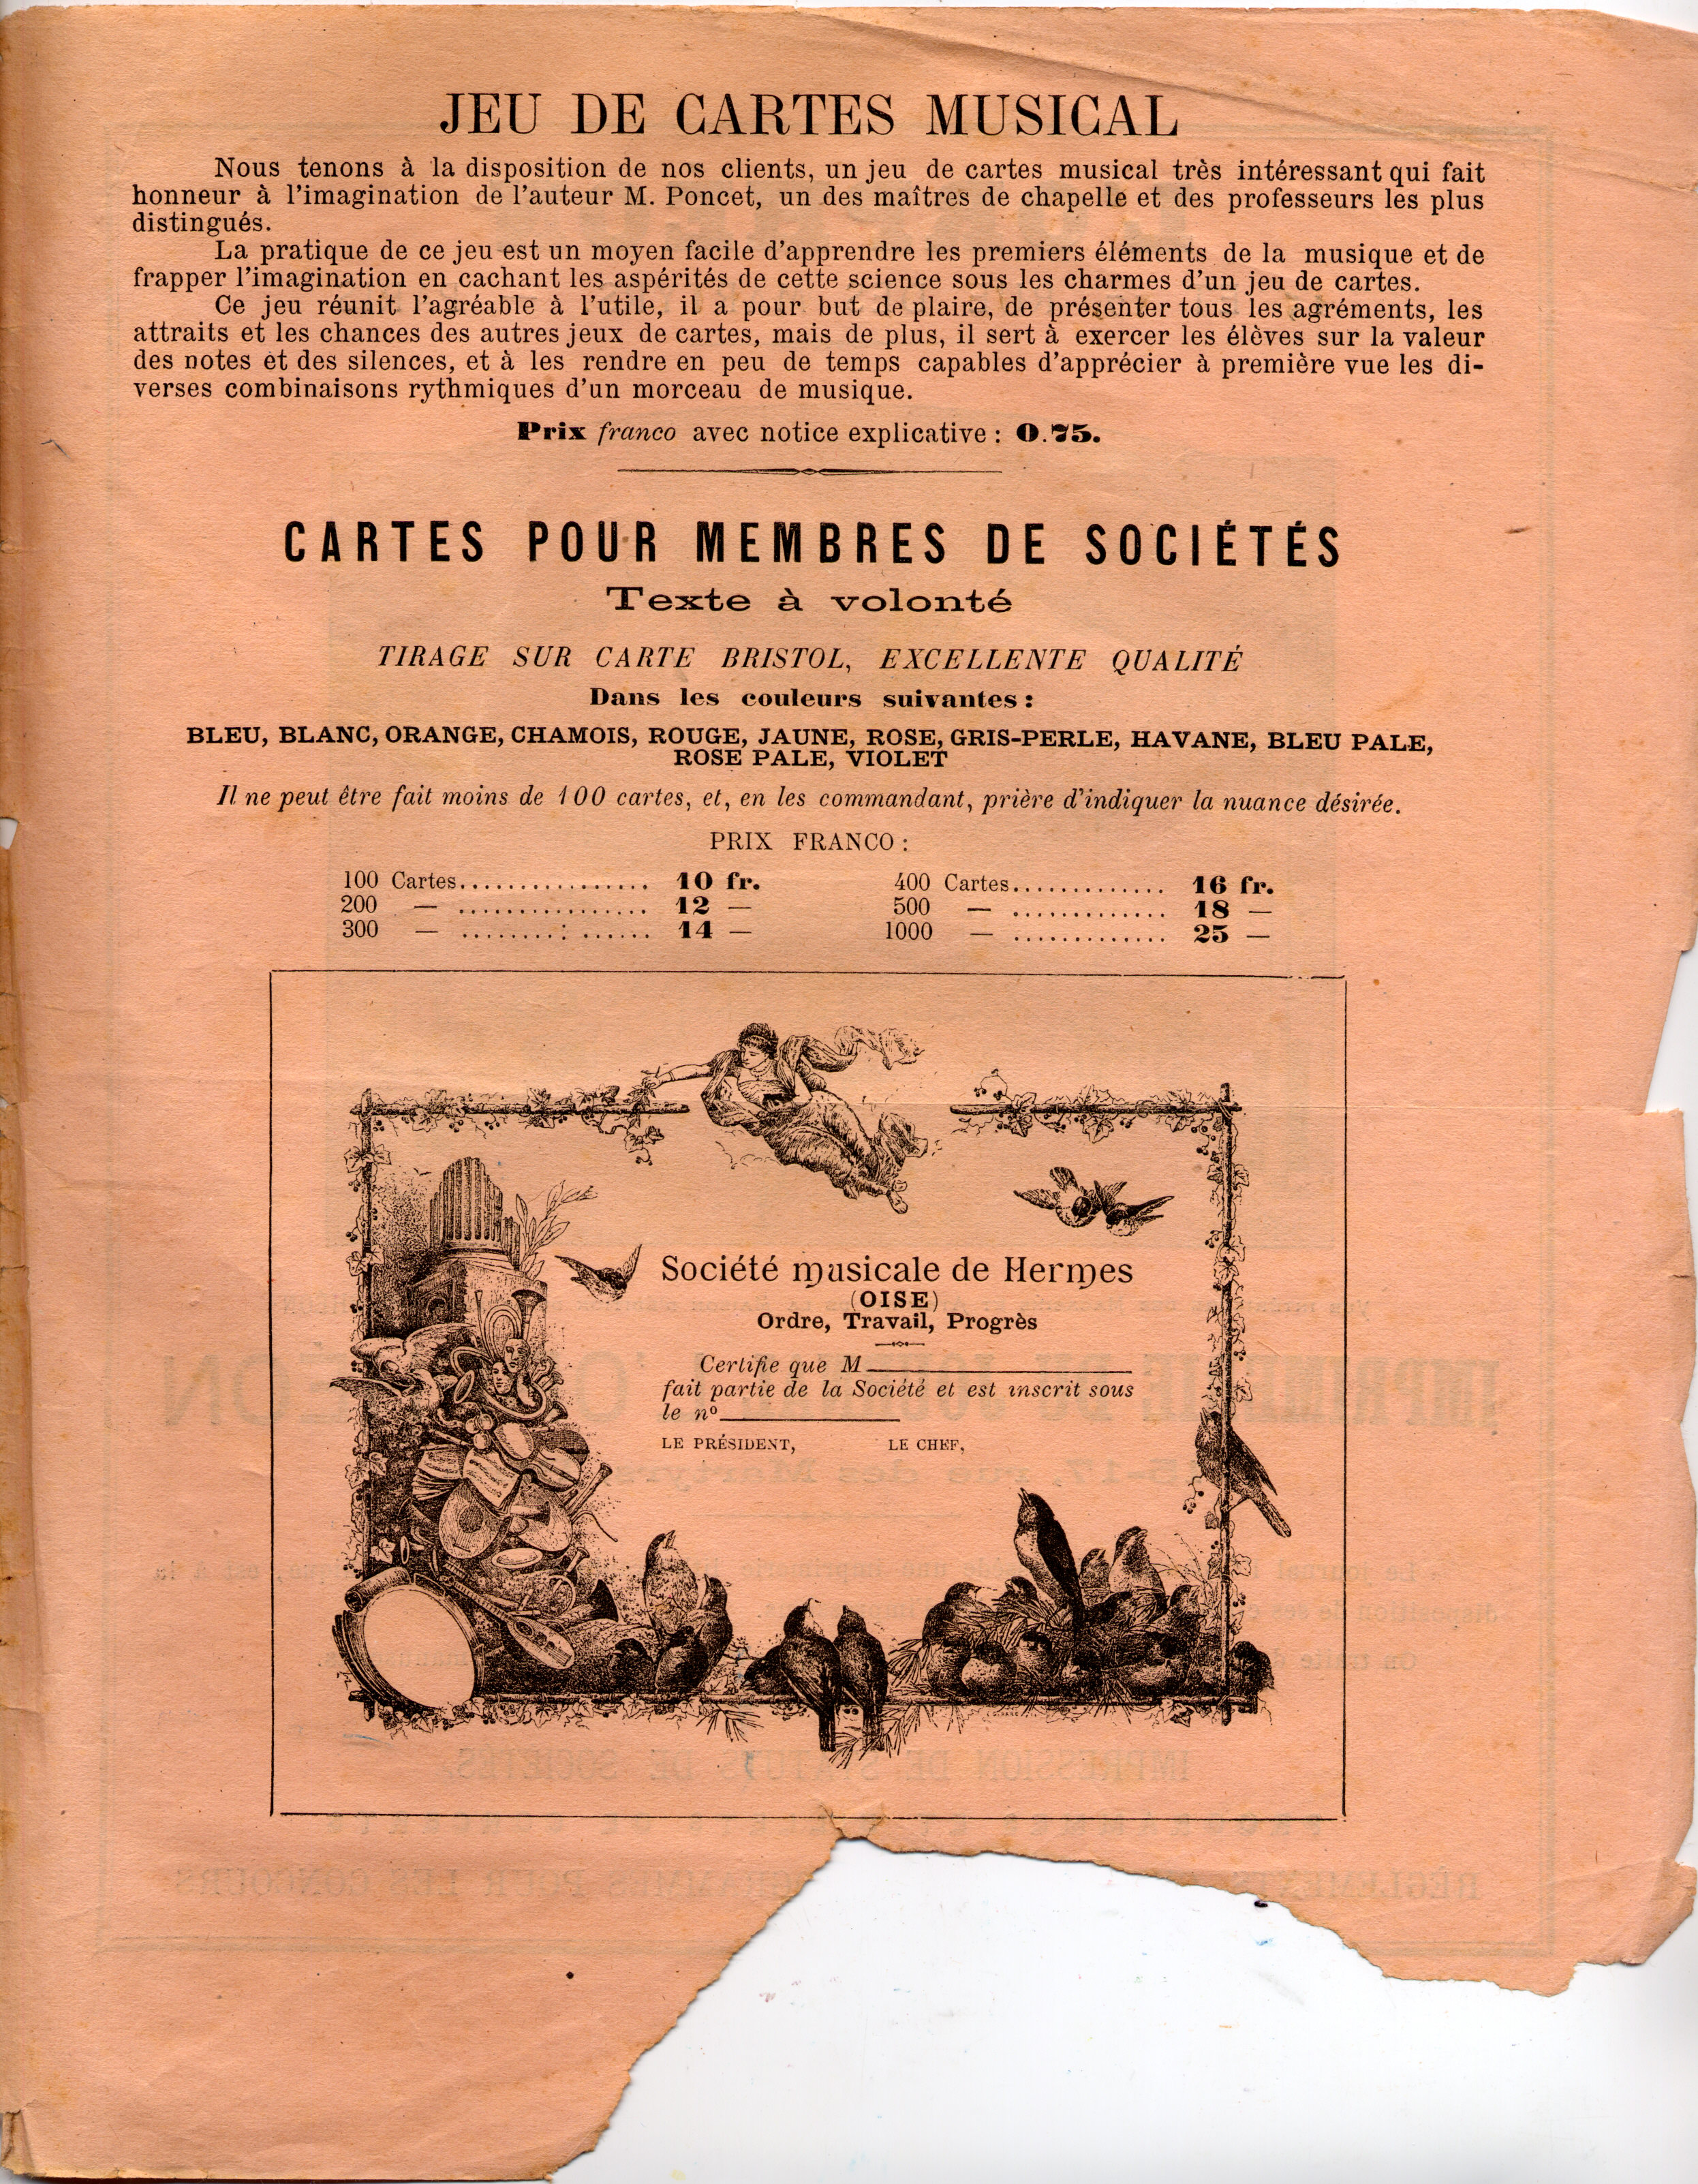 JEU DE CARTES MUSICAL
Nous tenons à la disposition de nos clients, un jeu de cartes musical très intéressant qui fait
honneur à l'imagination de l'auteur M. Poncet, un des maîtres de chapelle et des professeurs les plus
distingués.
La pratique de ce jeu est un moyen facile d'apprendre les premiers éléments de la musique et de
frapper l'imagination en cachant les aspérités de cette science sous les charmes d'un jeu de cartes.
Ce jeu réunit l'agréable à l'utile, il a pour but de plaire, de présenter tous les agréments, les
attraits et les chances des autres jeux de cartes, mais de plus, il sert à exercer les élèves sur la valeur
des notes et des silences, et à les rendre en peu de temps capables d'apprécier à première vue les di-
verses combinaisons rythmiques d'un morceau de musique.
Prix franco avec notice explicative : 0.75.
CARTES POUR MEMBRES DE SOCIÉTÉS
Texte à volonté
TIRAGE SUR CARTE BRISTOL, EXCELLENTE QUALITÉ
Dans les couleurs suivantes :
BLEU, BLANC, ORANGE, CHAMOIS, ROUGE, JAUNE, ROSE, GRIS-PERLE, HAVANE, BLEU PALE,
ROSE PALE, VIOLET
Il ne peut être fait moins de 100 cartes, et, en les commandant, prière d'indiquer la nuance désirée.
PRIX FRANCO :
100 Cartes................ 10 fr. 400 Cartes............. 16 fr.
200 — ................ 12 — 500 — ............. 18 —
300 — ................ 14 — 1000 — ............. 25 —
Société musicale de Hermes
(OISE)
Ordre, Travail, Progrès
Certifie que M
fait partie de la Société et est inscrit sous
le nº
LE PRÉSIDENT, LE CHEF,